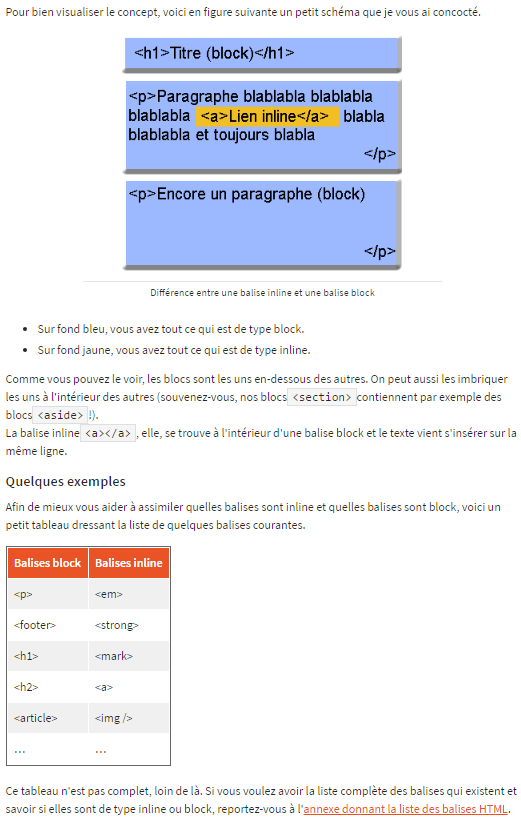 Pour bien visualiser le concept, voici en figure suivante un petit schéma que je vous ai concocté.
<h1>Titre (block)</h1>
<p>Paragraphe blablabla blablabla
blablabla <a>Lien inline</a> blabla
blablabla et toujours blabla
</p>
<p>Encore un paragraphe (block)
</p>
Différence entre une balise inline et une balise block
• Sur fond bleu, vous avez tout ce qui est de type block.
• Sur fond jaune, vous avez tout ce qui est de type inline.
Comme vous pouvez le voir, les blocs sont les uns en-dessous des autres. On peut aussi les imbriquer
les uns à l'intérieur des autres (souvenez-vous, nos blocs <section> contiennent par exemple des
blocs <aside> !).
La balise inline <a></a> , elle, se trouve à l'intérieur d'une balise block et le texte vient s'insérer sur la
même ligne.
Quelques exemples
Afin de mieux vous aider à assimiler quelles balises sont inline et quelles balises sont block, voici un
petit tableau dressant la liste de quelques balises courantes.
Balises block Balises inline
<p> <em>
<footer> <strong>
<h1> <mark>
<h2> <a>
<article> <img />
... ...
Ce tableau n'est pas complet, loin de là. Si vous voulez avoir la liste complète des balises qui existent et
savoir si elles sont de type inline ou block, reportez-vous à l'annexe donnant la liste des balises HTML.